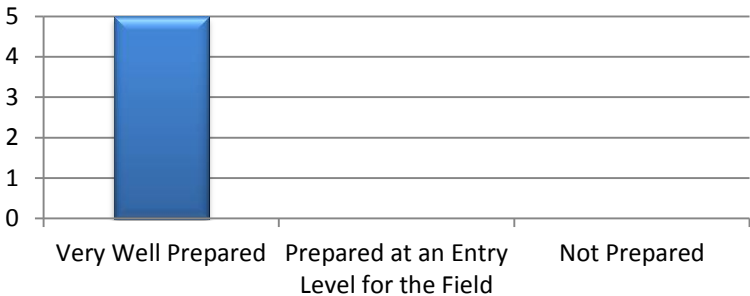 5
4
3
2
1
0
Very Well Prepared
Prepared at an Entry
Level for the Field
Not Prepared